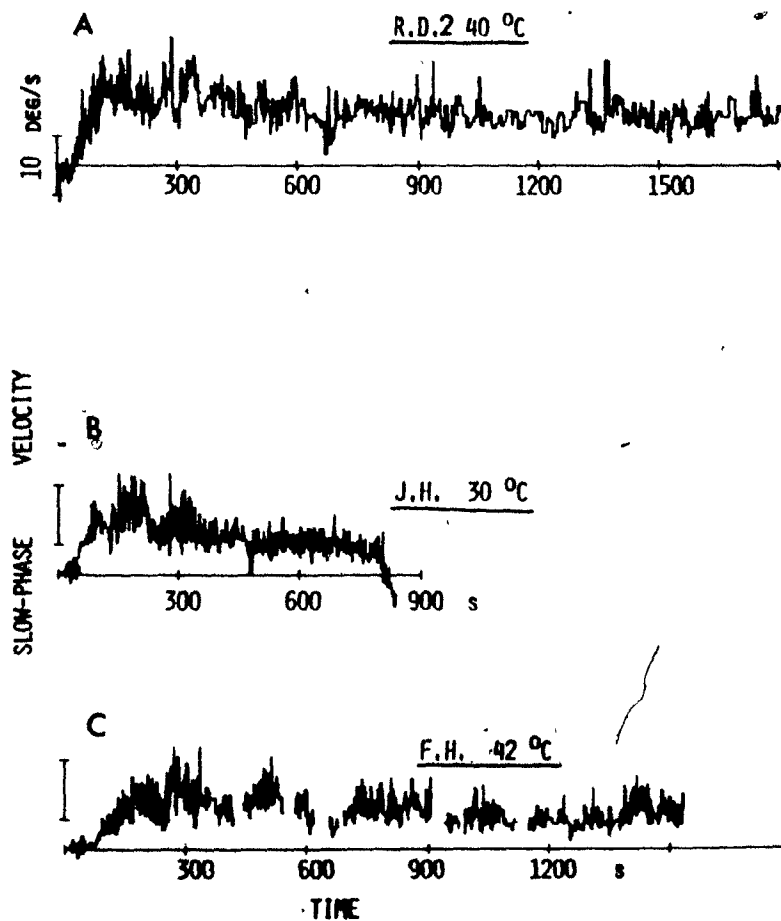 A
R.D.2 40 °C
10 DEG/S
300 600 900 1200 1500
SLOW-PHASE VELOCITY
B
J.H. 30 °C
300 600 900 s
C
F.H. 42 °C
300 600 900 1200 s
TIME